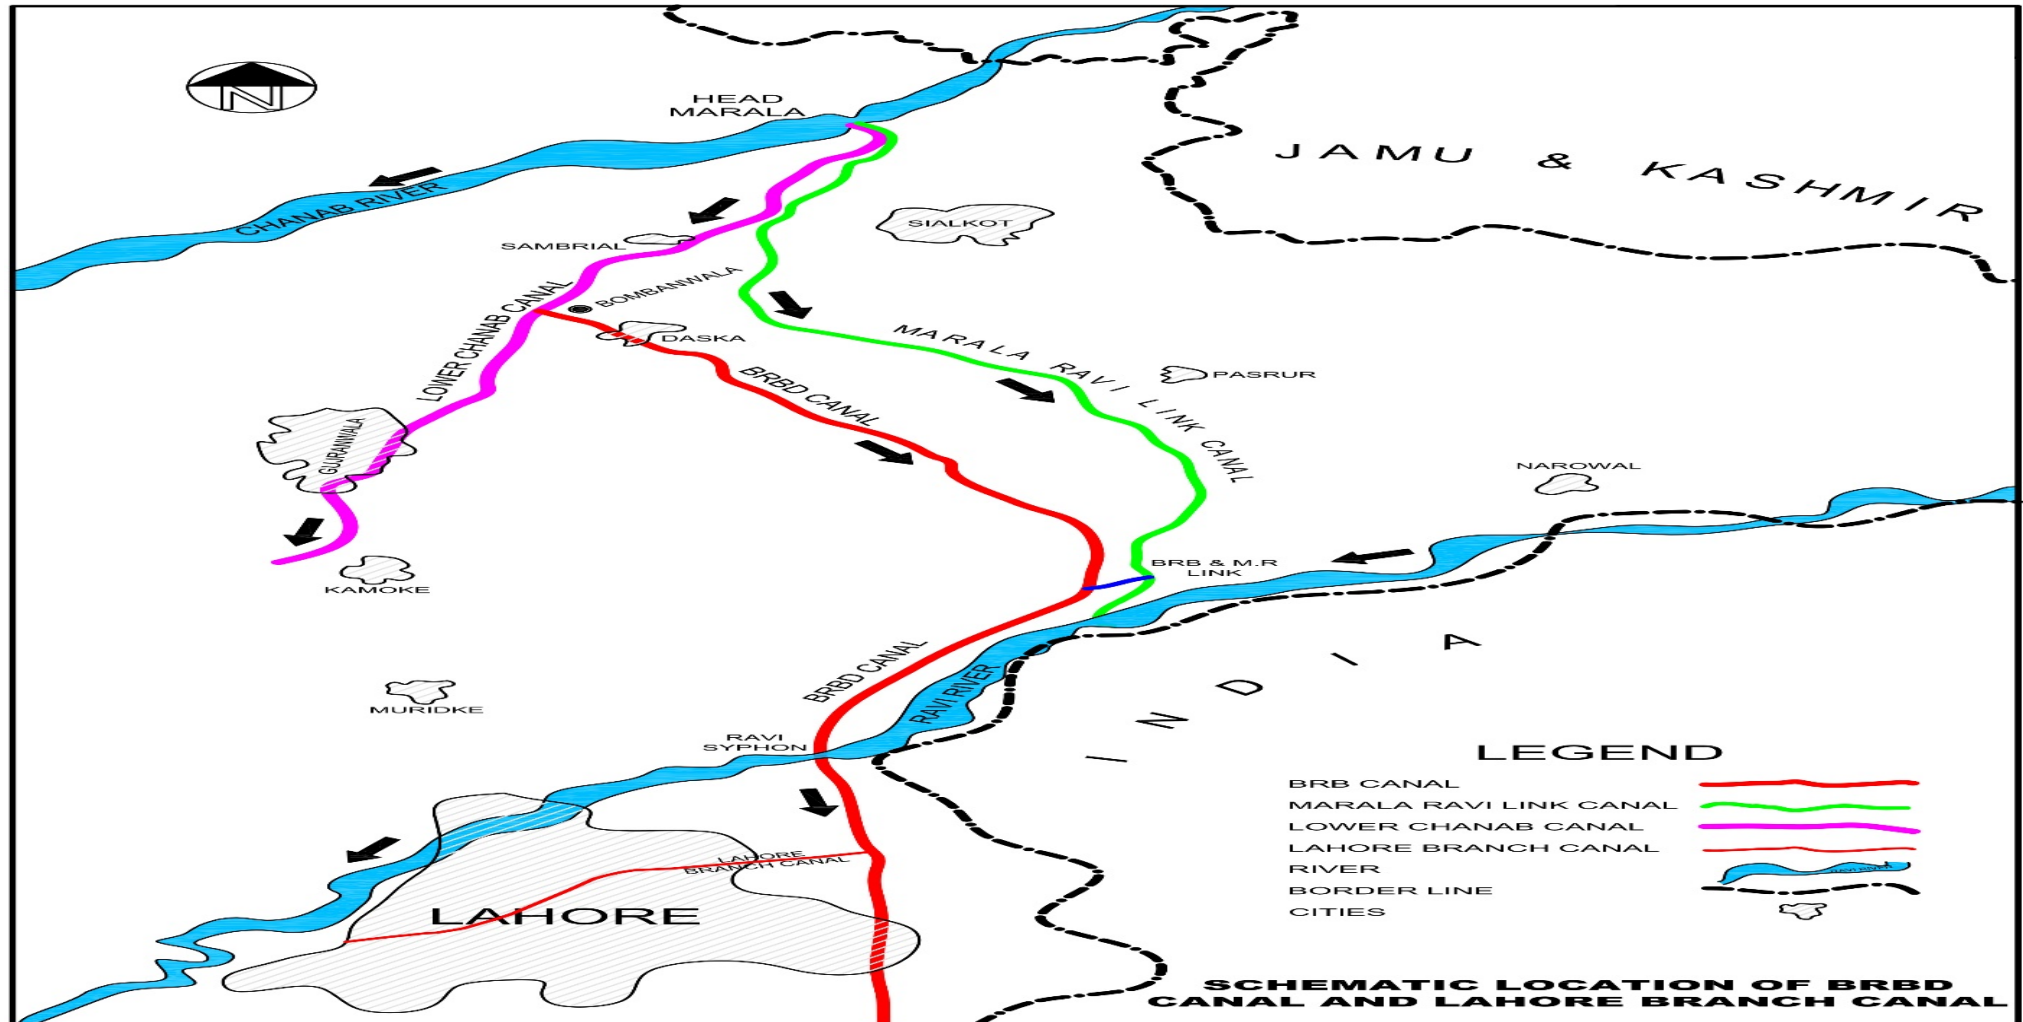 N
HEAD
MARALA
JAMU & KASHMIR
CHANAB RIVER
SIALKOT
SAMBRIAL
BOMBANWALA
LOWER CHANAB CANAL
DASKA
MARALA RAVI LINK CANAL
BRBD CANAL
PASRUR
GUJRANWALA
NAROWAL
BRB & M.R
LINK
KAMOKE
INDIA
BRBD CANAL
RAVI RIVER
MURIDKE
RAVI
SYPHON
LAHORE
BRANCH CANAL
LAHORE
LEGEND
BRB CANAL
MARALA RAVI LINK CANAL
LOWER CHANAB CANAL
LAHORE BRANCH CANAL
RIVER
BORDER LINE
CITIES
SCHEMATIC LOCATION OF BRBD
CANAL AND LAHORE BRANCH CANAL